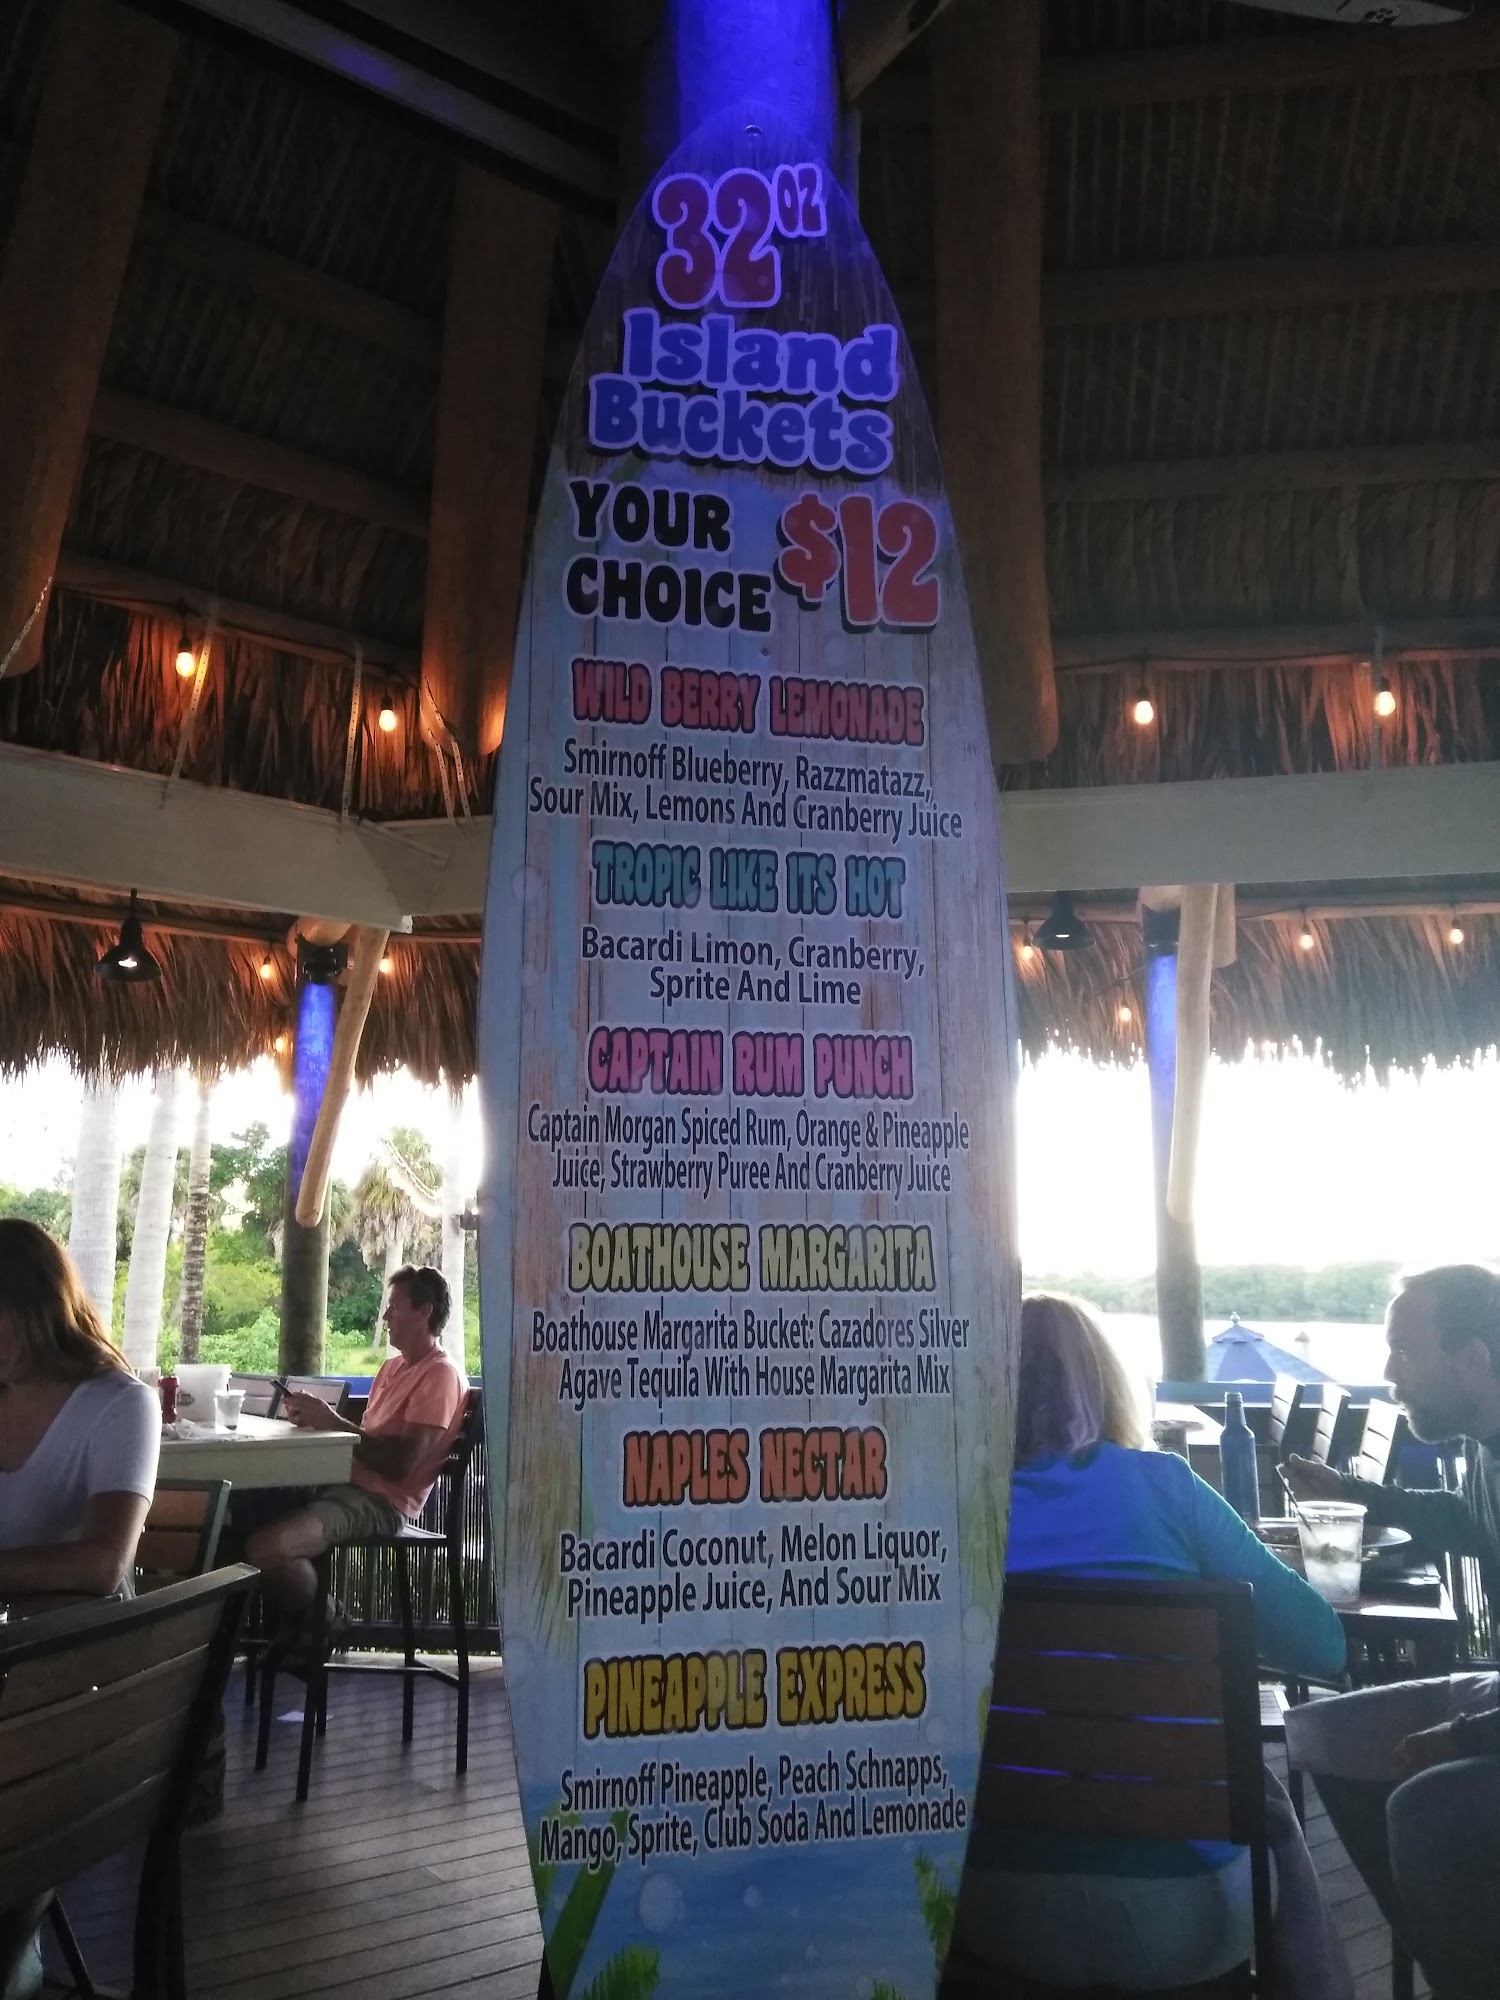 32oz
Island
Buckets
YOUR
CHOICE $12
WILD BERRY LEMONADE
Smirnoff Blueberry, Razzmatazz,
Sour Mix, Lemons And Cranberry Juice
TROPIC LIKE ITS HOT
Bacardi Limon, Cranberry,
Sprite And Lime
CAPTAIN RUM PUNCH
Captain Morgan Spiced Rum, Orange & Pineapple
Juice, Strawberry Puree And Cranberry Juice
BOATHOUSE MARGARITA
Boathouse Margarita Bucket: Cazadores Silver
Agave Tequila With House Margarita Mix
NAPLES NECTAR
Bacardi Coconut, Melon Liquor,
Pineapple Juice, And Sour Mix
PINEAPPLE EXPRESS
Smirnoff Pineapple, Peach Schnapps,
Mango, Sprite, Club Soda And Lemonade